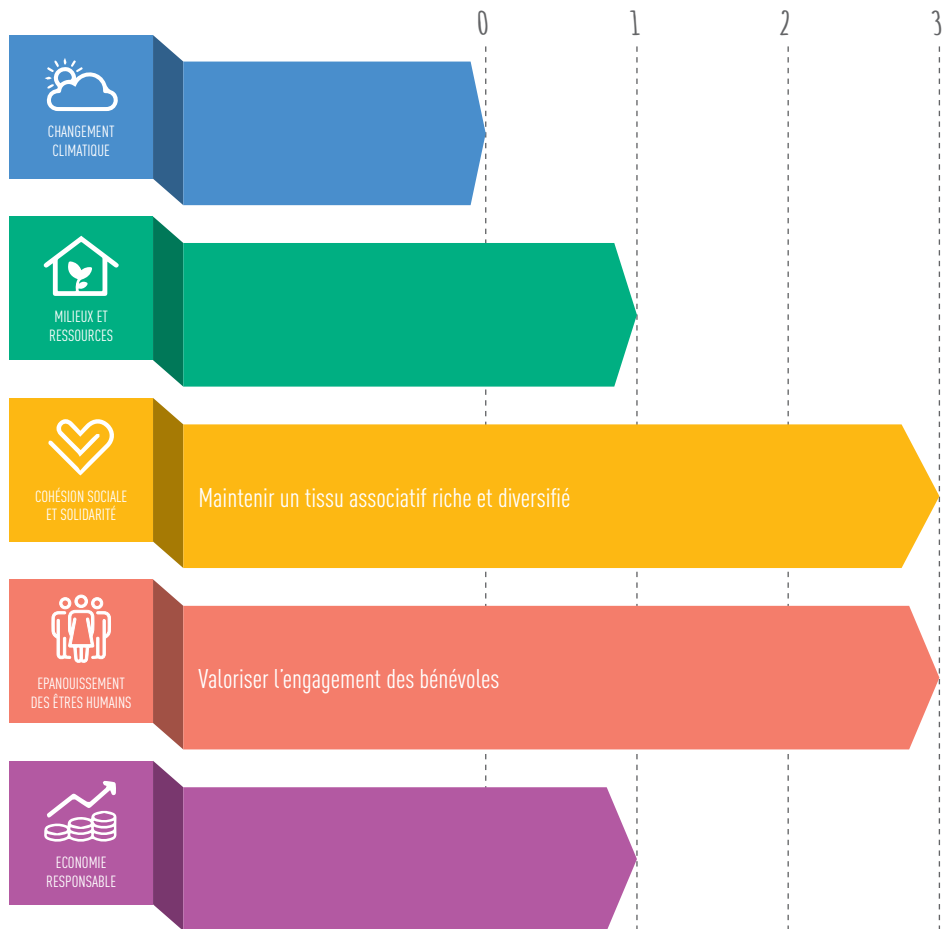 0 1 2 3
CHANGEMENT
CLIMATIQUE
MILIEUX ET
RESSOURCES
COHÉSION SOCIALE
ET SOLIDARITÉ
Maintenir un tissu associatif riche et diversifié
EPANOUISSEMENT
DES ÊTRES HUMAINS
Valoriser l'engagement des bénévoles
ECONOMIE
RESPONSABLE